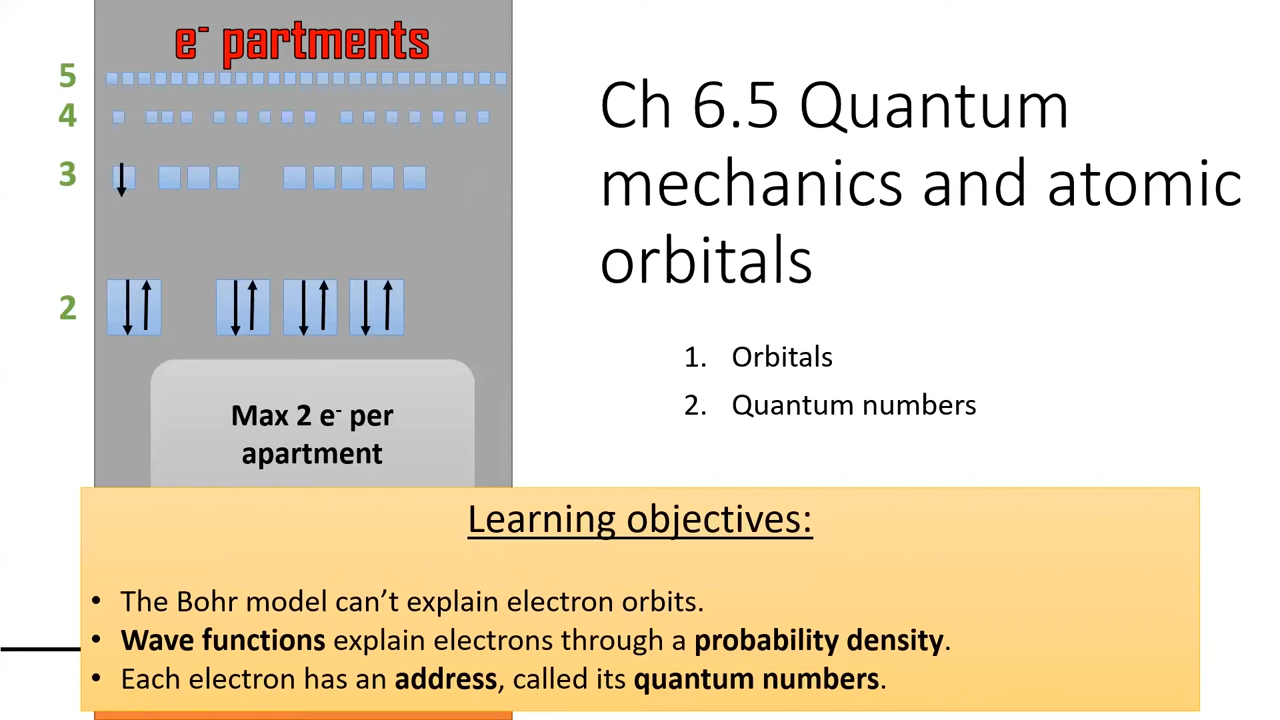 e- partments
5
4
3
2
Max 2 e- per
apartment
Ch 6.5 Quantum
mechanics and atomic
orbitals
1. Orbitals
2. Quantum numbers
Learning objectives:
• The Bohr model can’t explain electron orbits.
• Wave functions explain electrons through a probability density.
• Each electron has an address, called its quantum numbers.